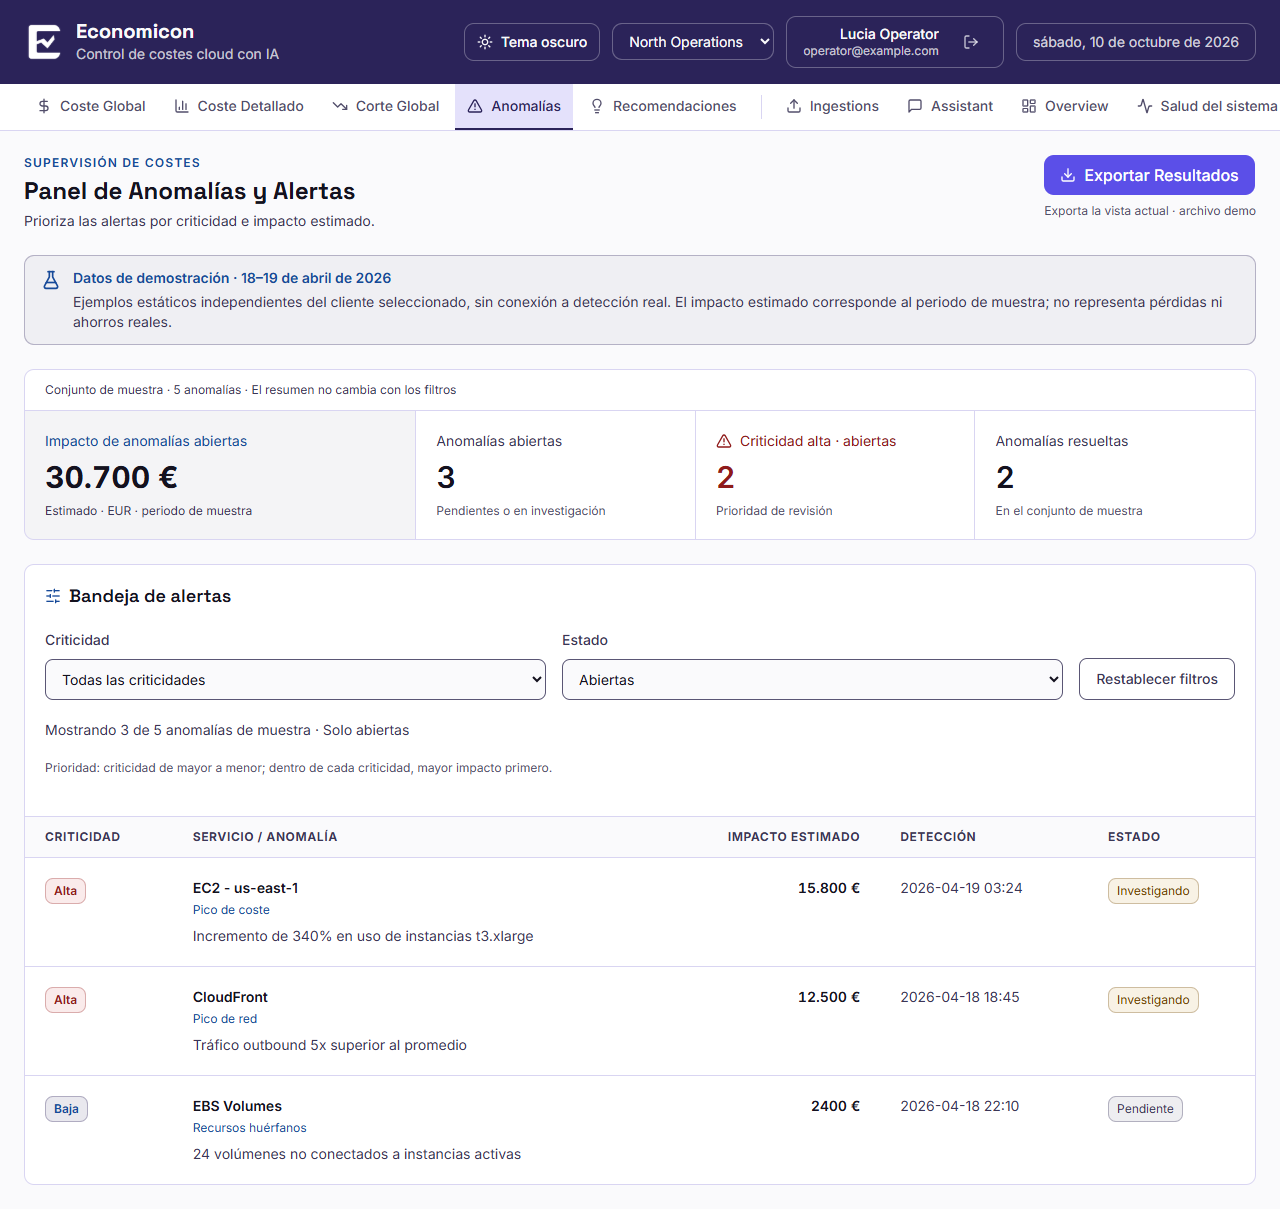 Economicon
Control de costes cloud con IA
Tema oscuro
North Operations
Lucia Operator
operator@example.com
sábado, 10 de octubre de 2026
Coste Global
Coste Detallado
Corte Global
Anomalías
Recomendaciones
Ingestions
Assistant
Overview
Salud del sistema
SUPERVISIÓN DE COSTES
Panel de Anomalías y Alertas
Prioriza las alertas por criticidad e impacto estimado.
Exportar Resultados
Exporta la vista actual · archivo demo
Datos de demostración · 18–19 de abril de 2026
Ejemplos estáticos independientes del cliente seleccionado, sin conexión a detección real. El impacto estimado corresponde al periodo de muestra; no representa pérdidas ni
ahorros reales.
Conjunto de muestra · 5 anomalías · El resumen no cambia con los filtros
Impacto de anomalías abiertas
30.700 €
Estimado · EUR · periodo de muestra
Anomalías abiertas
3
Pendientes o en investigación
Criticidad alta · abiertas
2
Prioridad de revisión
Anomalías resueltas
2
En el conjunto de muestra
Bandeja de alertas
Criticidad
Todas las criticidades
Estado
Abiertas
Restablecer filtros
Mostrando 3 de 5 anomalías de muestra · Solo abiertas
Prioridad: criticidad de mayor a menor; dentro de cada criticidad, mayor impacto primero.
CRITICIDAD SERVICIO / ANOMALÍA IMPACTO ESTIMADO DETECCIÓN ESTADO
Alta EC2 - us-east-1 15.800 € 2026-04-19 03:24 Investigando
Pico de coste
Incremento de 340% en uso de instancias t3.xlarge
Alta CloudFront 12.500 € 2026-04-18 18:45 Investigando
Pico de red
Tráfico outbound 5x superior al promedio
Baja EBS Volumes 2400 € 2026-04-18 22:10 Pendiente
Recursos huérfanos
24 volúmenes no conectados a instancias activas